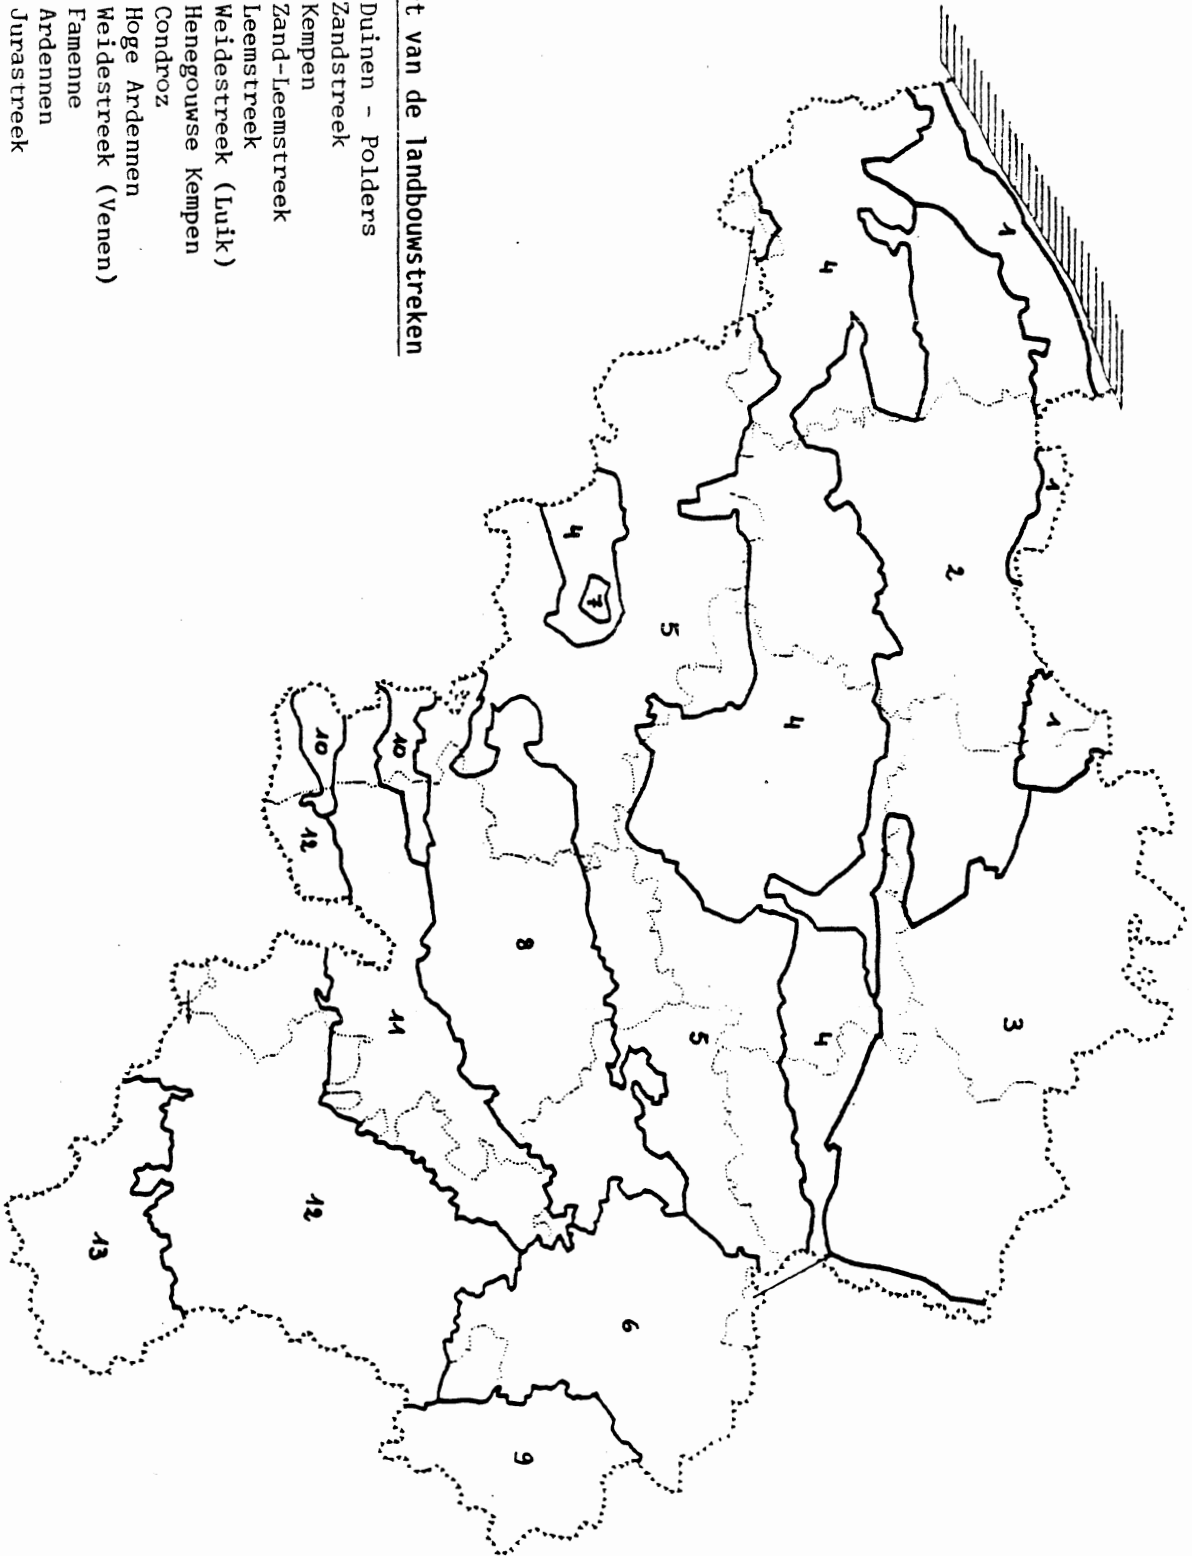 t van de landbouwstreken
Duinen - Polders
Zandstreek
Kempen
Zand-Leemstreek
Leemstreek
Weidestreek (Luik)
Henegouwse Kempen
Condroz
Hoge Ardennen
Weidestreek (Venen)
Famenne
Ardennen
Jurastreek
1
1
1
2
3
4
4
4
4
5
5
6
7
8
9
10
10
11
12
12
13